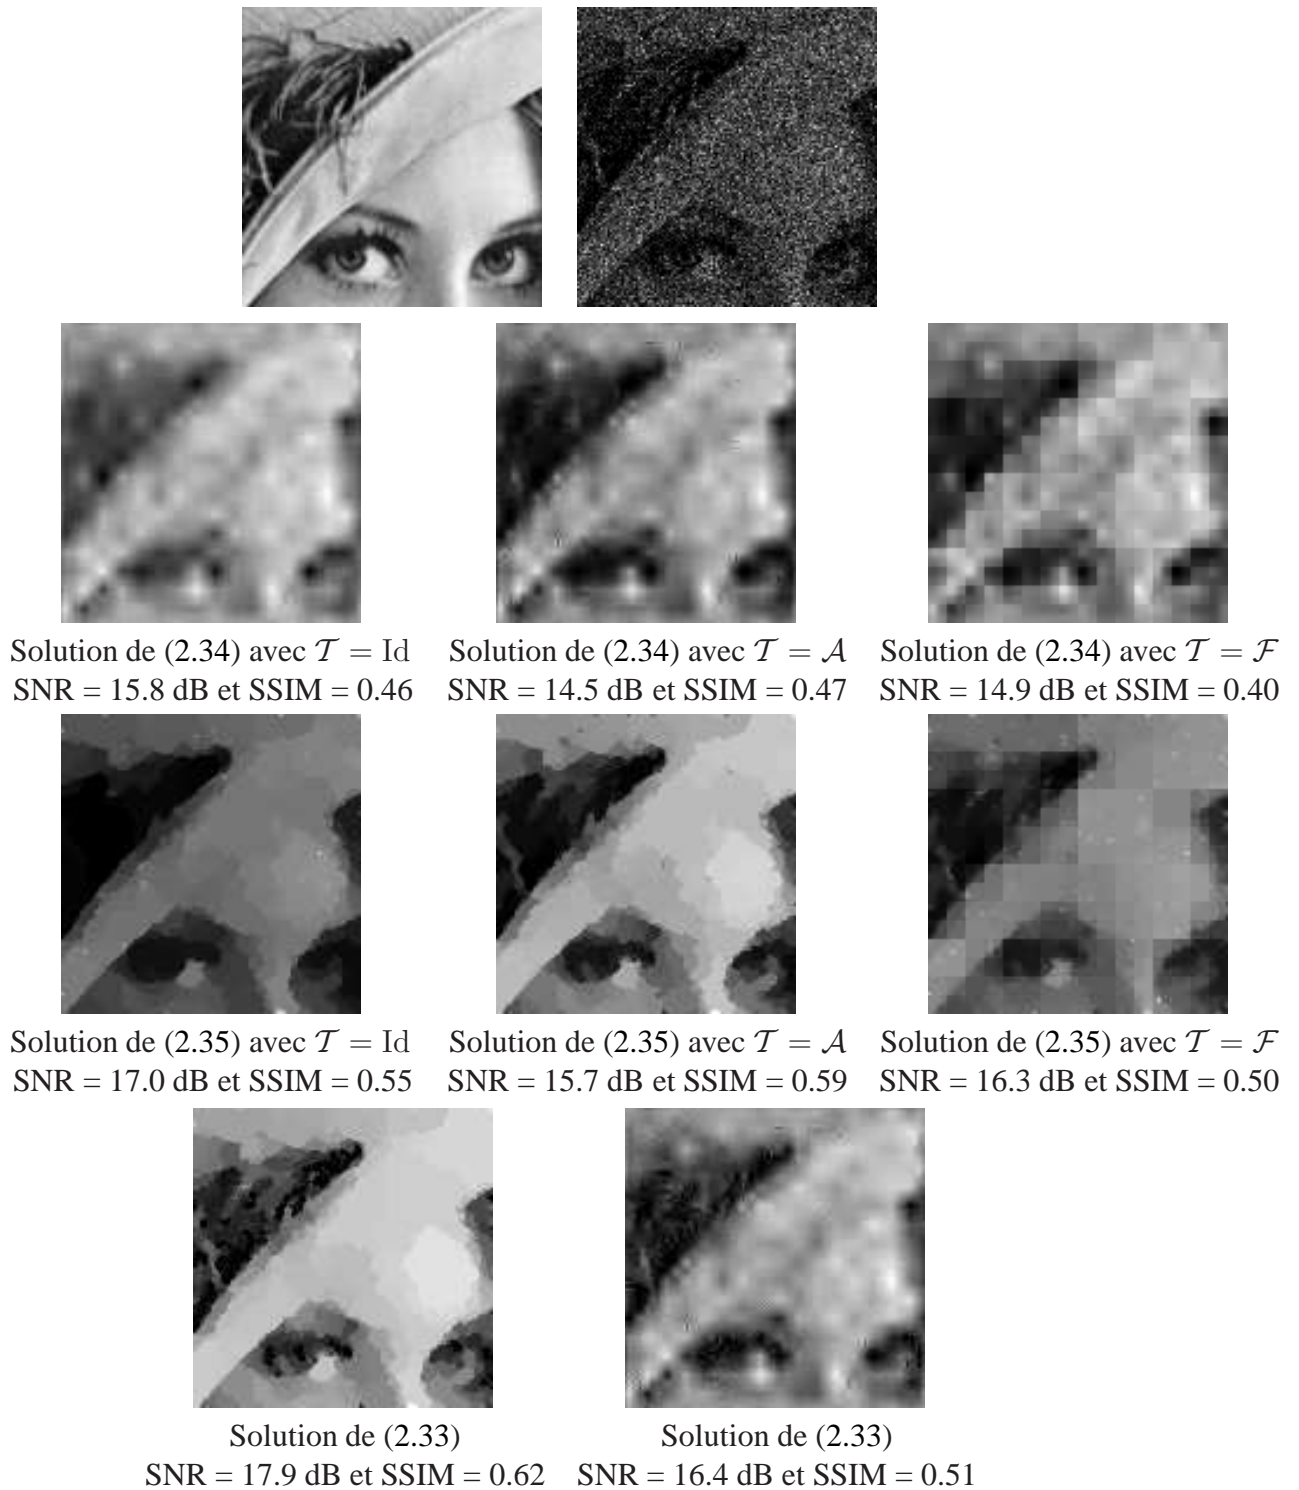 Solution de (2.34) avec 𝒯 = Id
SNR = 15.8 dB et SSIM = 0.46
Solution de (2.34) avec 𝒯 = 𝒜
SNR = 14.5 dB et SSIM = 0.47
Solution de (2.34) avec 𝒯 = ℱ
SNR = 14.9 dB et SSIM = 0.40
Solution de (2.35) avec 𝒯 = Id
SNR = 17.0 dB et SSIM = 0.55
Solution de (2.35) avec 𝒯 = 𝒜
SNR = 15.7 dB et SSIM = 0.59
Solution de (2.35) avec 𝒯 = ℱ
SNR = 16.3 dB et SSIM = 0.50
Solution de (2.33)
SNR = 17.9 dB et SSIM = 0.62
Solution de (2.33)
SNR = 16.4 dB et SSIM = 0.51